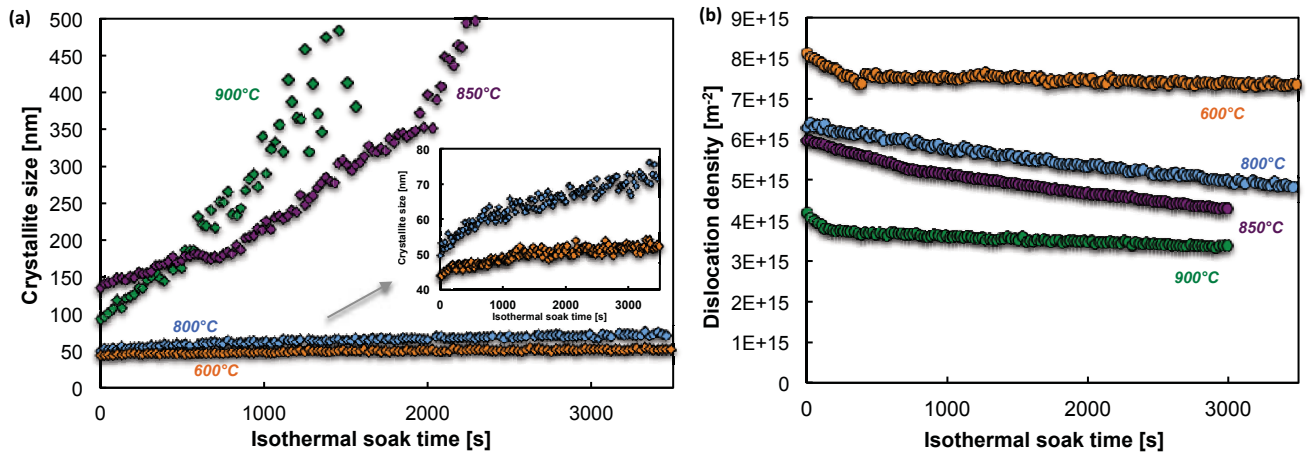 (a)
500
450
400
350
300
250
200
150
100
50
0
Crystallite size [nm]
900°C
850°C
800°C
600°C
80
70
60
50
40
Crystallite size [nm]
0
1000
2000
3000
Isothermal soak time [s]
0
1000
2000
3000
Isothermal soak time [s]
(b)
9E+15
8E+15
7E+15
6E+15
5E+15
4E+15
3E+15
2E+15
1E+15
0
Dislocation density [m⁻²]
600°C
800°C
850°C
900°C
0
1000
2000
3000
Isothermal soak time [s]